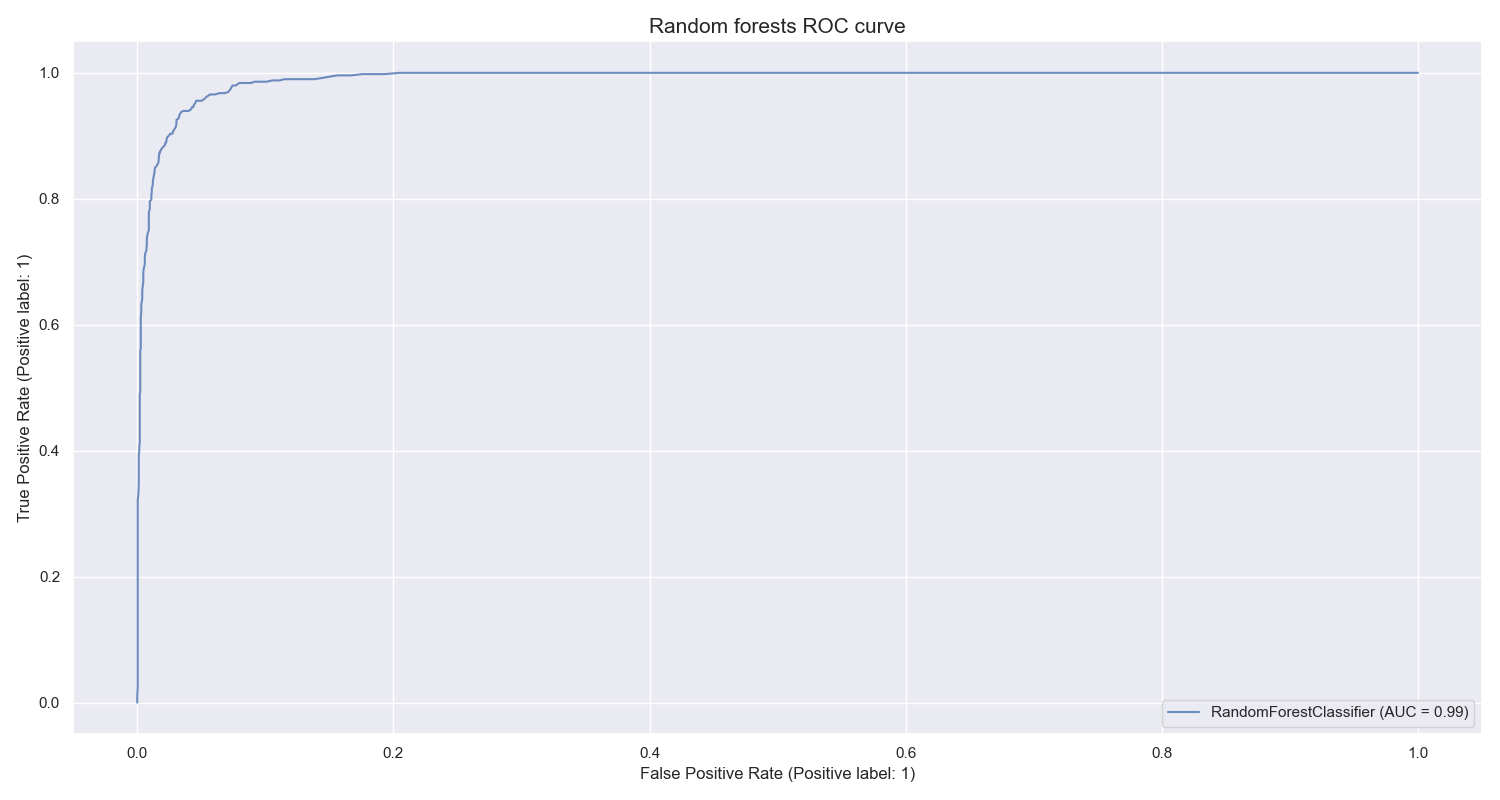 Random forests ROC curve
1.0
0.8
0.6
0.4
0.2
0.0
True Positive Rate (Positive label: 1)
RandomForestClassifier (AUC = 0.99)
0.0 0.2 0.4 0.6 0.8 1.0
False Positive Rate (Positive label: 1)